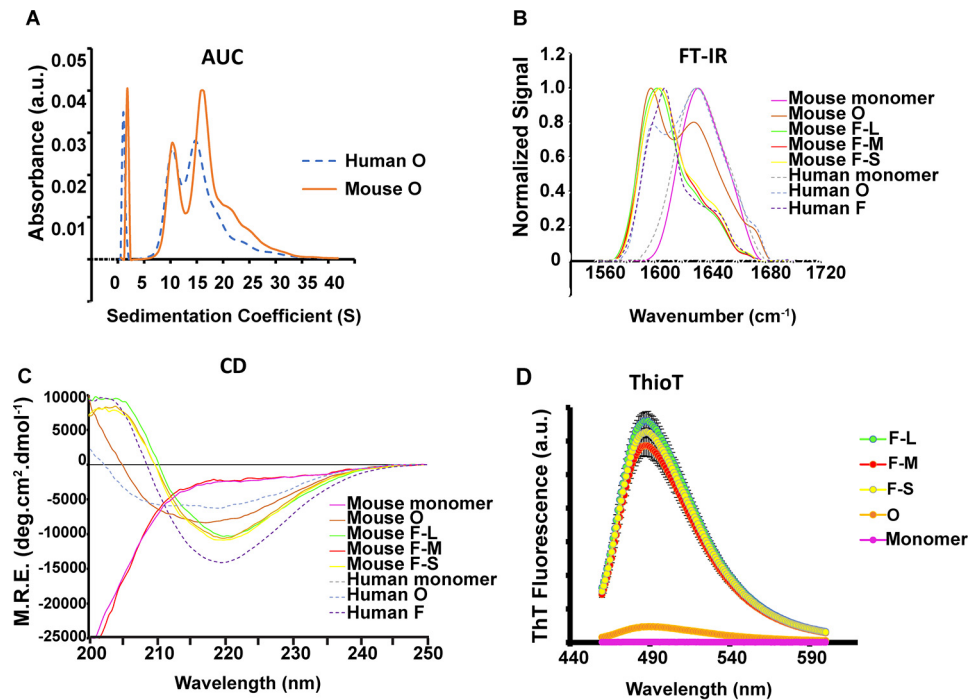 A
AUC
Absorbance (a.u.)
0.05
0.04
0.03
0.02
0.01
0 5 10 15 20 25 30 35 40
Sedimentation Coefficient (S)
Human O
Mouse O
B
FT-IR
Normalized Signal
1.2
1.0
0.8
0.6
0.4
0.2
0
1560 1600 1640 1680 1720
Wavenumber (cm⁻¹)
Mouse monomer
Mouse O
Mouse F-L
Mouse F-M
Mouse F-S
Human monomer
Human O
Human F
C
CD
M.R.E. (deg.cm².dmol⁻¹)
10000
5000
0
-5000
-10000
-15000
-20000
-25000
200 210 220 230 240 250
Wavelength (nm)
Mouse monomer
Mouse O
Mouse F-L
Mouse F-M
Mouse F-S
Human monomer
Human O
Human F
D
ThioT
ThT Fluorescence (a.u.)
440 490 540 590
Wavelength (nm)
F-L
F-M
F-S
O
Monomer